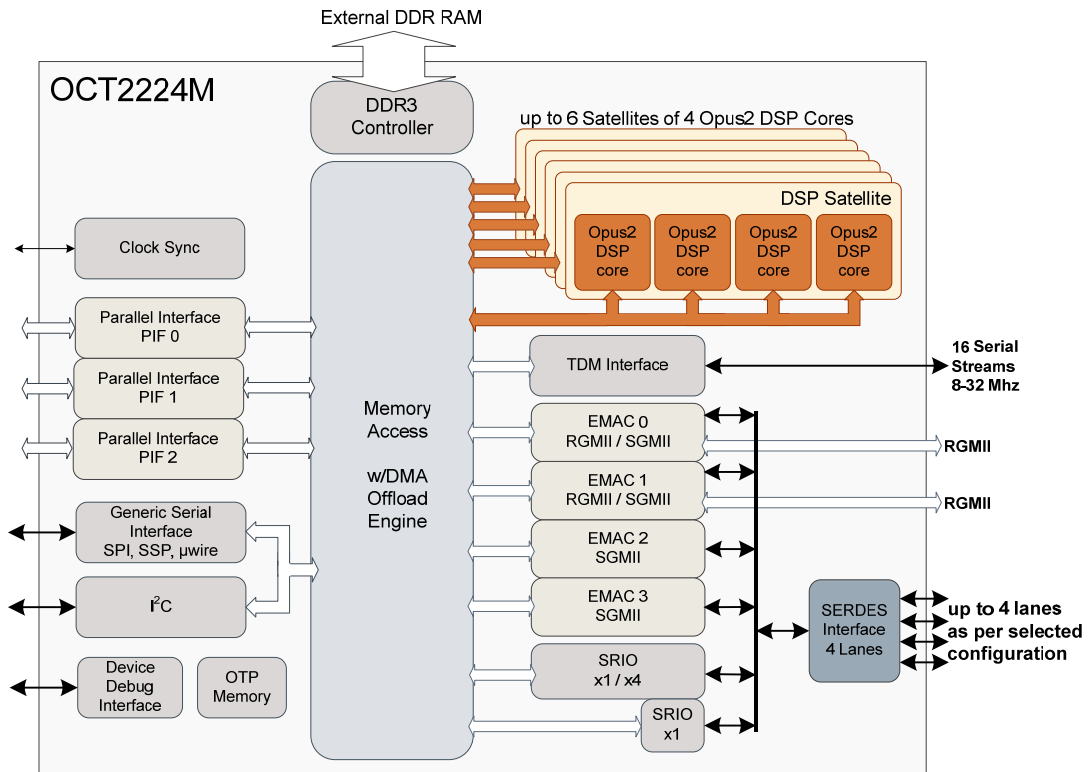 External DDR RAM
OCT2224M
DDR3
Controller
up to 6 Satellites of 4 Opus2 DSP Cores
DSP Satellite
Opus2
DSP
core
Opus2
DSP
core
Opus2
DSP
core
Opus2
DSP
core
Clock Sync
Parallel Interface
PIF 0
Parallel Interface
PIF 1
Parallel Interface
PIF 2
Generic Serial
Interface
SPI, SSP, µwire
I²C
Device
Debug
Interface
OTP
Memory
Memory
Access
w/DMA
Offload
Engine
TDM Interface
16 Serial
Streams
8-32 Mhz
EMAC 0
RGMII / SGMII
RGMII
EMAC 1
RGMII / SGMII
RGMII
EMAC 2
SGMII
EMAC 3
SGMII
SRIO
x1 / x4
SRIO
x1
SERDES
Interface
4 Lanes
up to 4 lanes
as per selected
configuration